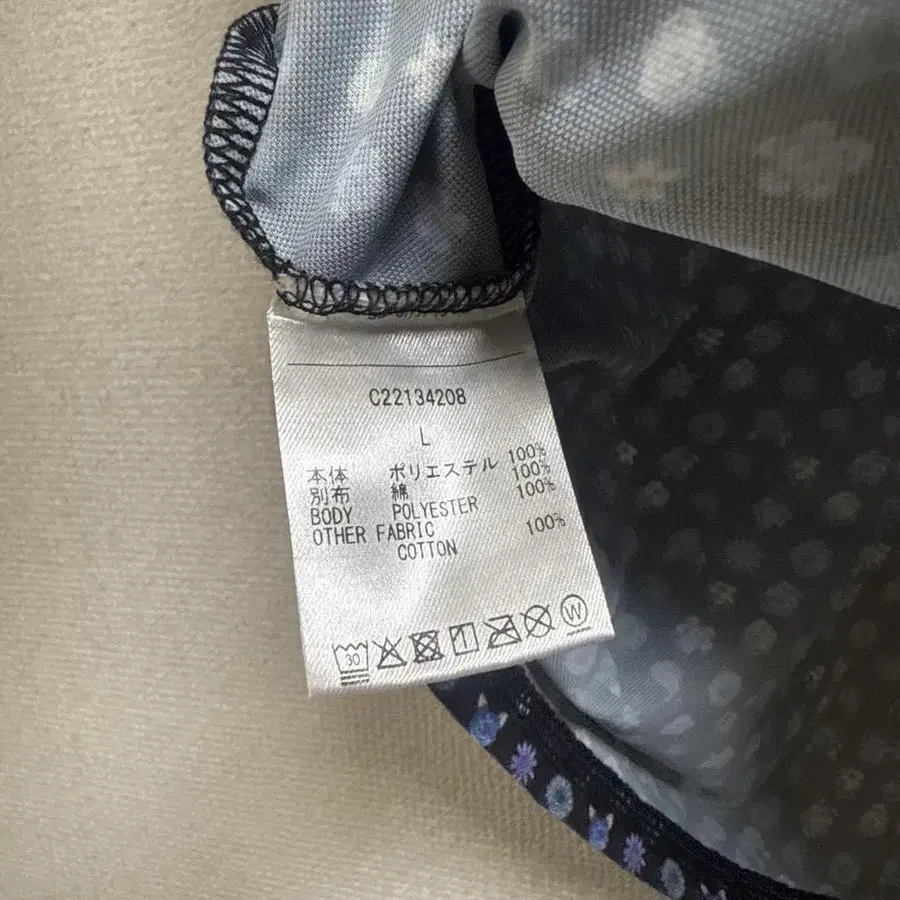 C22134208
L
本体 ポリエステル 100%
別布 綿 100%
BODY POLYESTER 100%
OTHER FABRIC
COTTON 100%
30
W